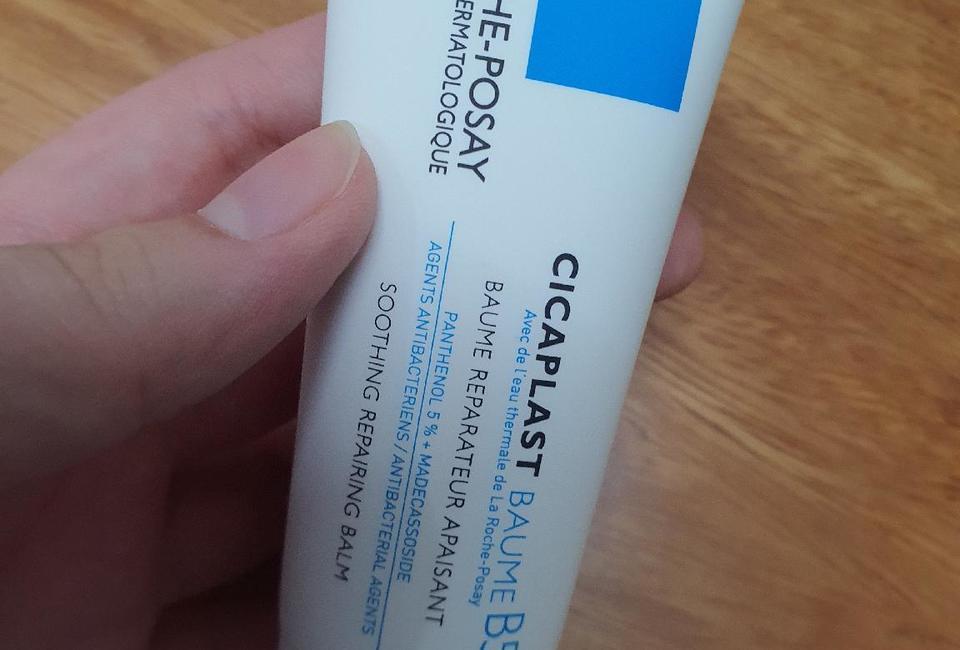 HE-POSAY
ERMATOLOGIQUE
CICAPLAST BAUME B5
Avec de l'eau thermale de La Roche-Posay
BAUME REPARATEUR APAISANT
PANTHENOL 5 % + MADECASSOSIDE
AGENTS ANTIBACTERIENS / ANTIBACTERIAL AGENTS
SOOTHING REPAIRING BALM